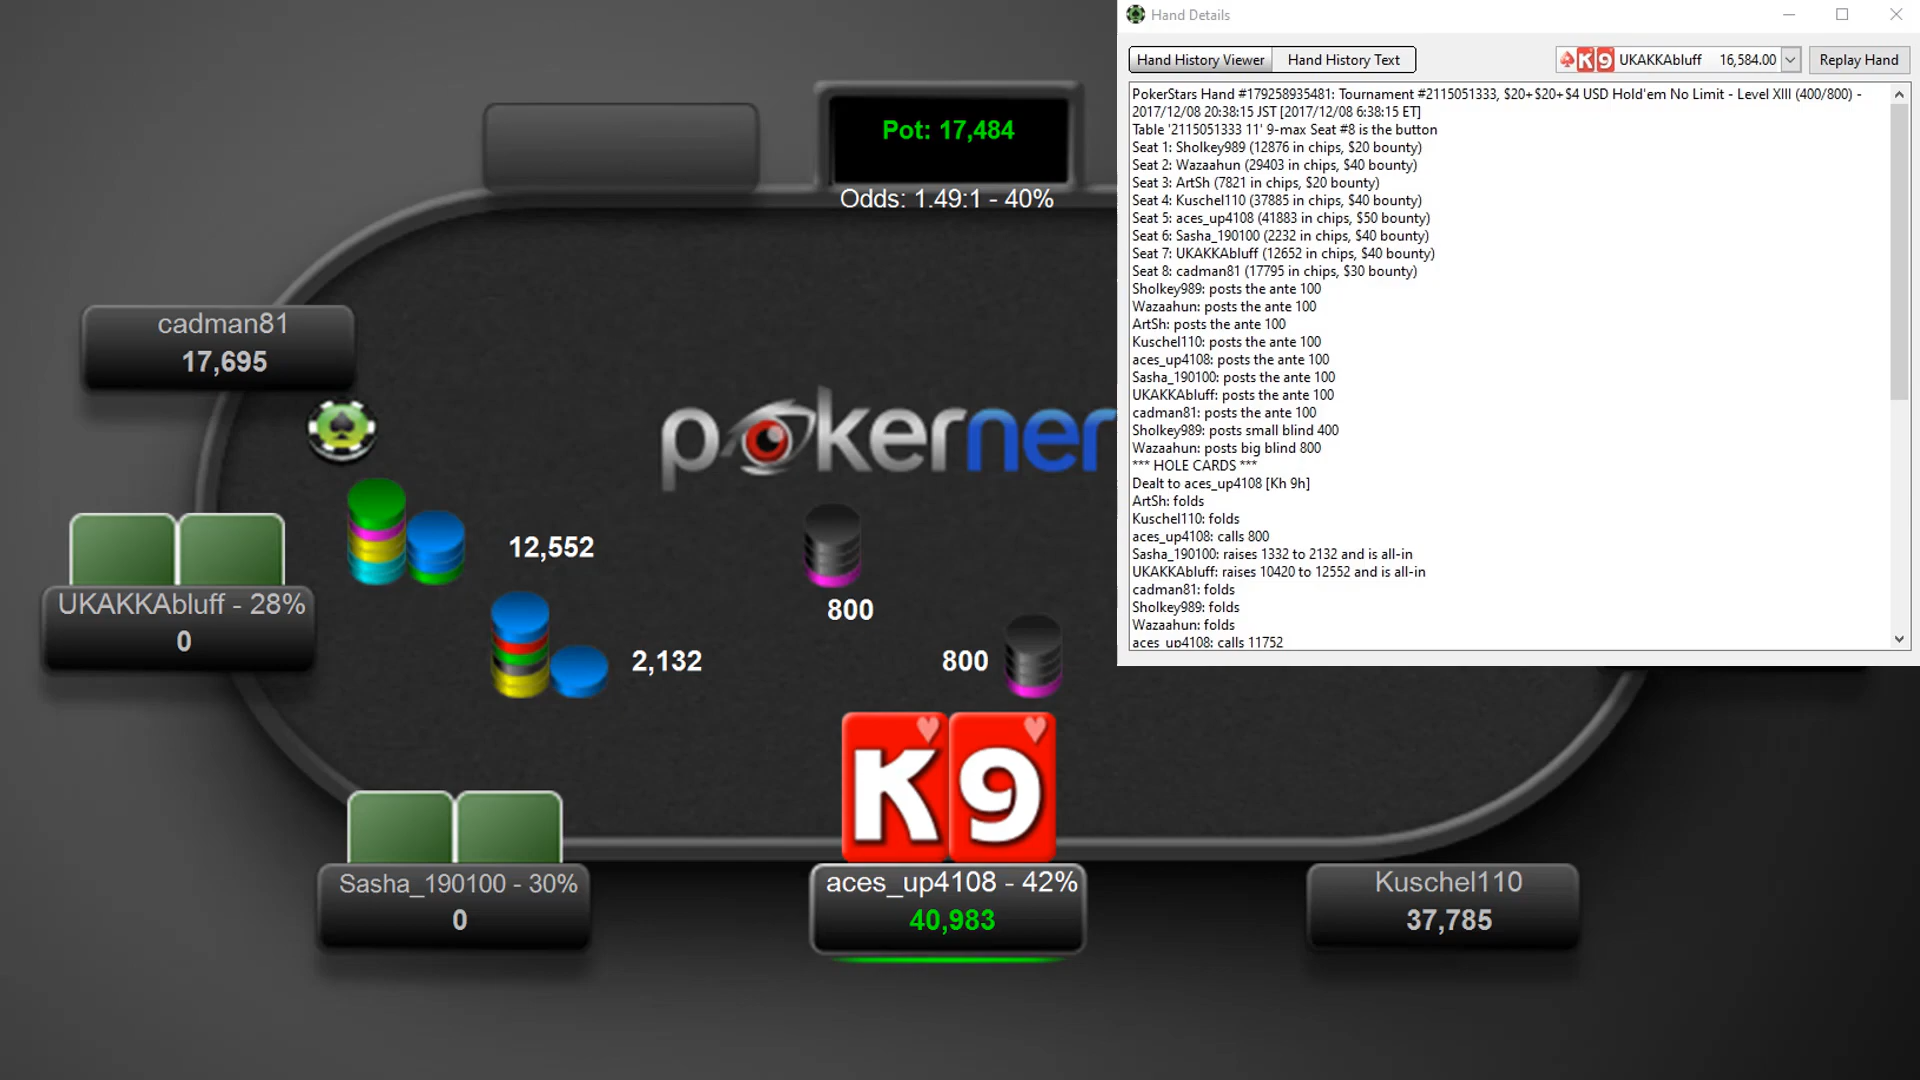 Hand Details
Hand History Viewer
Hand History Text
K 9 UKAKKAbluff 16,584.00
Replay Hand
PokerStars Hand #179258935481: Tournament #2115051333, $20+$20+$4 USD Hold'em No Limit - Level XIII (400/800) -
2017/12/08 20:38:15 JST [2017/12/08 6:38:15 ET]
Table '2115051333 11' 9-max Seat #8 is the button
Seat 1: Sholkey989 (12876 in chips, $20 bounty)
Seat 2: Wazaahun (29403 in chips, $40 bounty)
Seat 3: ArtSh (7821 in chips, $20 bounty)
Seat 4: Kuschel110 (37885 in chips, $40 bounty)
Seat 5: aces_up4108 (41883 in chips, $50 bounty)
Seat 6: Sasha_190100 (2232 in chips, $40 bounty)
Seat 7: UKAKKAbluff (12652 in chips, $40 bounty)
Seat 8: cadman81 (17795 in chips, $30 bounty)
Sholkey989: posts the ante 100
Wazaahun: posts the ante 100
ArtSh: posts the ante 100
Kuschel110: posts the ante 100
aces_up4108: posts the ante 100
Sasha_190100: posts the ante 100
UKAKKAbluff: posts the ante 100
cadman81: posts the ante 100
Sholkey989: posts small blind 400
Wazaahun: posts big blind 800
*** HOLE CARDS ***
Dealt to aces_up4108 [Kh 9h]
ArtSh: folds
Kuschel110: folds
aces_up4108: calls 800
Sasha_190100: raises 1332 to 2132 and is all-in
UKAKKAbluff: raises 10420 to 12552 and is all-in
cadman81: folds
Sholkey989: folds
Wazaahun: folds
aces_up4108: calls 11752
Pot: 17,484
Odds: 1.49:1 - 40%
cadman81
17,695
pokerner
12,552
800
UKAKKAbluff - 28%
0
2,132
800
K 9
Sasha_190100 - 30%
0
aces_up4108 - 42%
40,983
Kuschel110
37,785